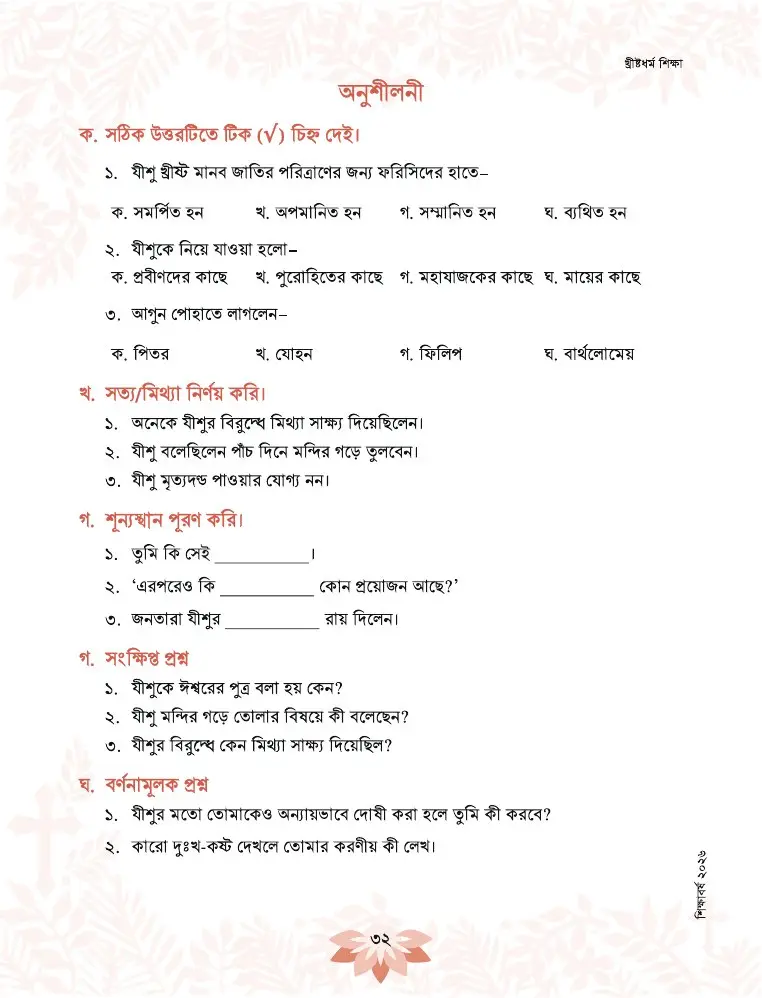 খ্রীষ্টধর্ম শিক্ষা
অনুশীলনী
ক. সঠিক উত্তরটিতে টিক (√) চিহ্ন দেই।
১. যীশু খ্রীষ্ট মানব জাতির পরিত্রাণের জন্য ফরিসিদের হাতে–
ক. সমর্পিত হন খ. অপমানিত হন গ. সম্মানিত হন ঘ. ব্যথিত হন
২. যীশুকে নিয়ে যাওয়া হলো–
ক. প্রবীণদের কাছে খ. পুরোহিতের কাছে গ. মহাযাজকের কাছে ঘ. মায়ের কাছে
৩. আগুন পোহাতে লাগলেন–
ক. পিতর খ. যোহন গ. ফিলিপ ঘ. বার্থলোমেয়
খ. সত্য/মিথ্যা নির্ণয় করি।
১. অনেকে যীশুর বিরুদ্ধে মিথ্যা সাক্ষ্য দিয়েছিলেন।
২. যীশু বলেছিলেন পাঁচ দিনে মন্দির গড়ে তুলবেন।
৩. যীশু মৃত্যদন্ড পাওয়ার যোগ্য নন।
গ. শূন্যস্থান পূরণ করি।
১. তুমি কি সেই __________।
২. ‘এরপরেও কি __________ কোন প্রয়োজন আছে?’
৩. জনতারা যীশুর __________ রায় দিলেন।
গ. সংক্ষিপ্ত প্রশ্ন
১. যীশুকে ঈশ্বরের পুত্র বলা হয় কেন?
২. যীশু মন্দির গড়ে তোলার বিষয়ে কী বলেছেন?
৩. যীশুর বিরুদ্ধে কেন মিথ্যা সাক্ষ্য দিয়েছিল?
ঘ. বর্ণনামূলক প্রশ্ন
১. যীশুর মতো তোমাকেও অন্যায়ভাবে দোষী করা হলে তুমি কী করবে?
২. কারো দুঃখ-কষ্ট দেখলে তোমার করণীয় কী লেখ।
শিক্ষাবর্ষ ২০২৬
৩২